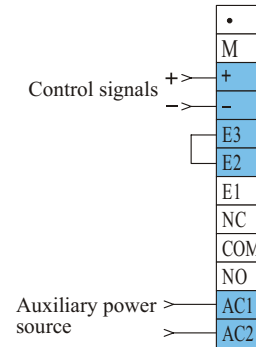 •
M
Control signals
+ +
− −
E3
E2
E1
NC
COM
NO
Auxiliary power
source
AC1
AC2